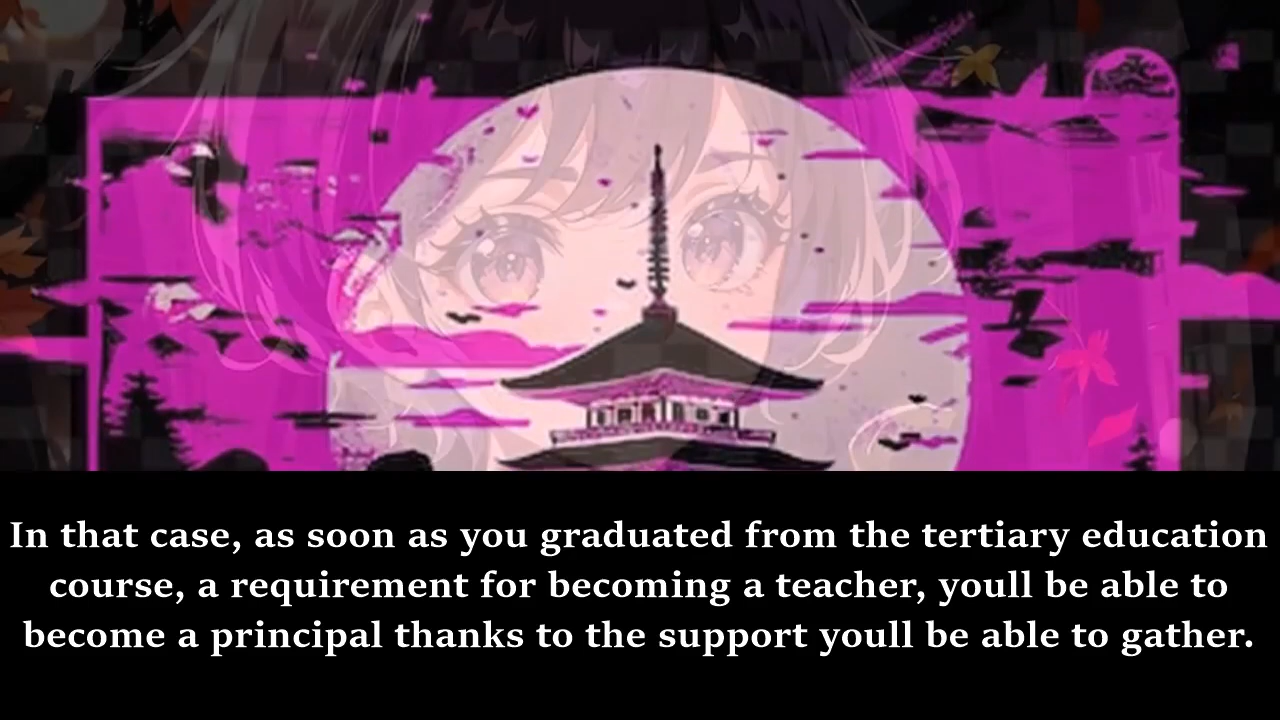 In that case, as soon as you graduated from the tertiary education
course, a requirement for becoming a teacher, youll be able to
become a principal thanks to the support youll be able to gather.